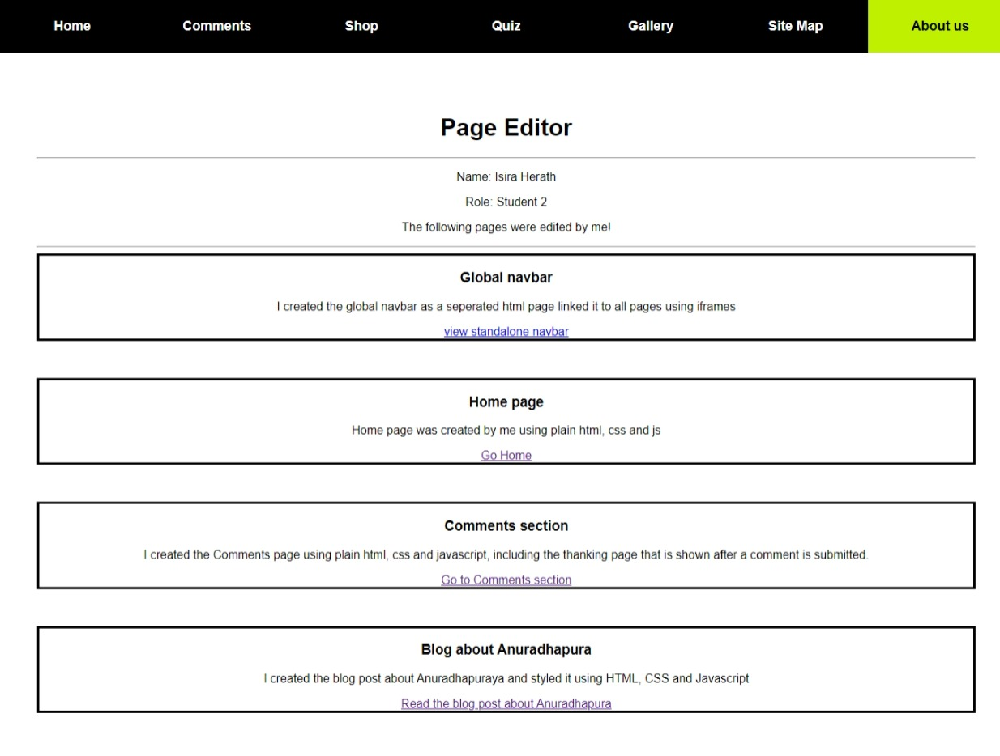 Home Comments Shop Quiz Gallery Site Map About us
Page Editor
Name: Isira Herath
Role: Student 2
The following pages were edited by me!
Global navbar
I created the global navbar as a seperated html page linked it to all pages using iframes
view standalone navbar
Home page
Home page was created by me using plain html, css and js
Go Home
Comments section
I created the Comments page using plain html, css and javascript, including the thanking page that is shown after a comment is submitted.
Go to Comments section
Blog about Anuradhapura
I created the blog post about Anuradhapuraya and styled it using HTML, CSS and Javascript
Read the blog post about Anuradhapura